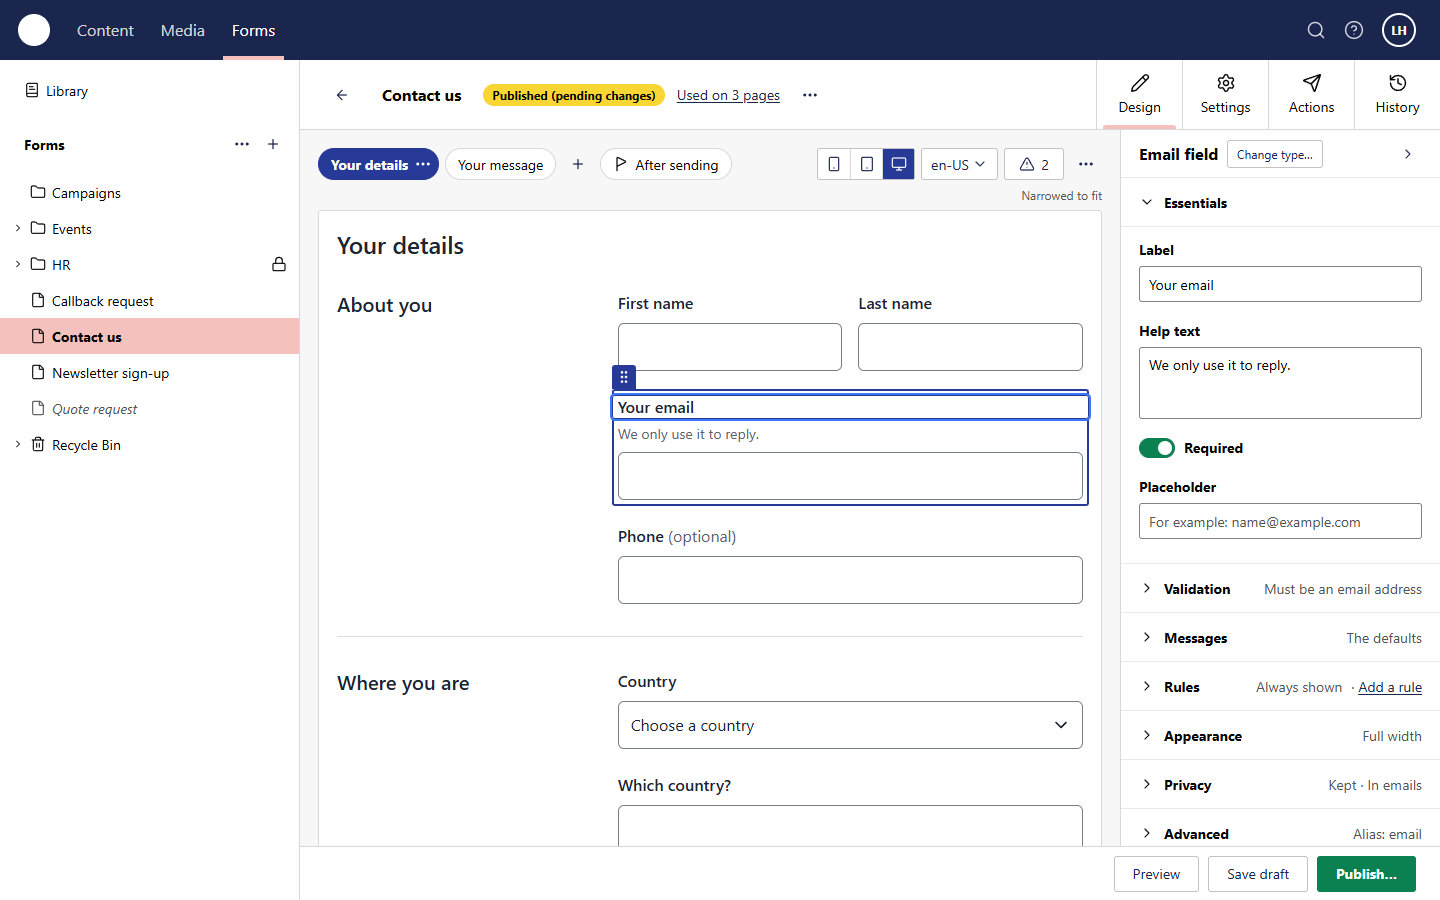 Content
Media
Forms
LH
Library
Forms
Campaigns
Events
HR
Callback request
Contact us
Newsletter sign-up
Quote request
Recycle Bin
Contact us
Published (pending changes)
Used on 3 pages
Design
Settings
Actions
History
Your details
Your message
After sending
en-US
2
Narrowed to fit
Your details
About you
First name
Last name
Your email
We only use it to reply.
Phone (optional)
Where you are
Country
Choose a country
Which country?
Email field
Change type...
Essentials
Label
Your email
Help text
We only use it to reply.
Required
Placeholder
For example: name@example.com
Validation
Must be an email address
Messages
The defaults
Rules
Always shown · Add a rule
Appearance
Full width
Privacy
Kept · In emails
Advanced
Alias: email
Preview
Save draft
Publish...